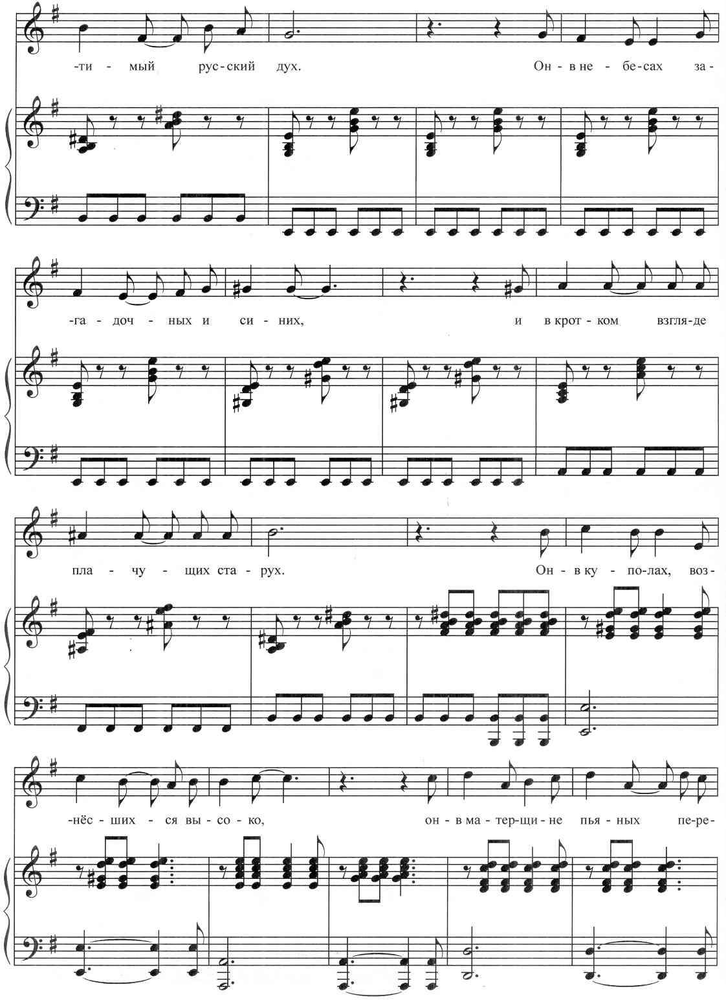 -ти - мый рус-ский дух. Он - в не - бе-сах за -
-га - доч - ных и си - них, и в крот - ком взгля-де
пла - чу - щих ста - рух. Он - в ку - по-лах, воз-
-нёс - ших - ся вы - со - ко, он - в ма - тер-щи-не пья - ных пе-ре-